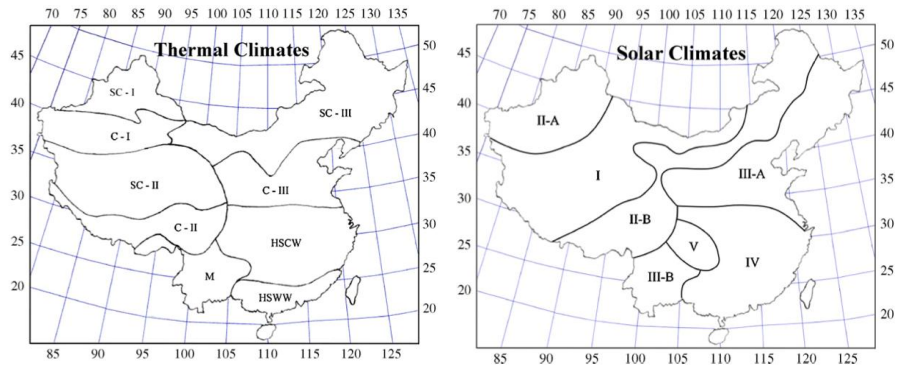 70 75 80 85 90 95 100 105 110 115 120 125 130 135
Thermal Climates
45 40 35 30 25 20
50 45 40 35 30 25 20
SC - I
SC - III
C - I
SC - II
C - III
C - II
HSCW
M
HSWW
85 90 95 100 105 110 115 120 125
70 75 80 85 90 95 100 105 110 115 120 125 130 135
Solar Climates
45 40 35 30 25 20
50 45 40 35 30 25 20
II-A
I
III-A
II-B
V
IV
III-B
85 90 95 100 105 110 115 120 125